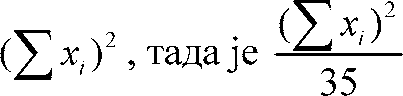 (∑ xᵢ)², тада је (∑ xᵢ)² / 35